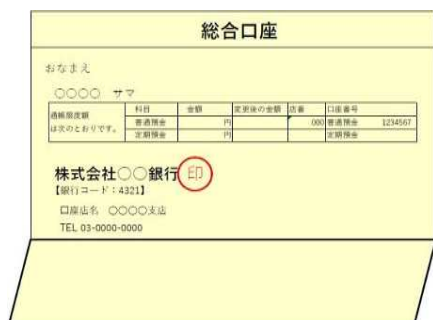 総合口座
おなまえ
○○○○ サマ
科目 金額 変更後の金額 店番 口座番号
通帳限度額 普通預金 円 000 普通預金 1234567
は次のとおりです。 定期預金 円 定期預金
株式会社○○銀行 印
【銀行コード：4321】
口座店名 ○○○○支店
TEL 03-0000-0000